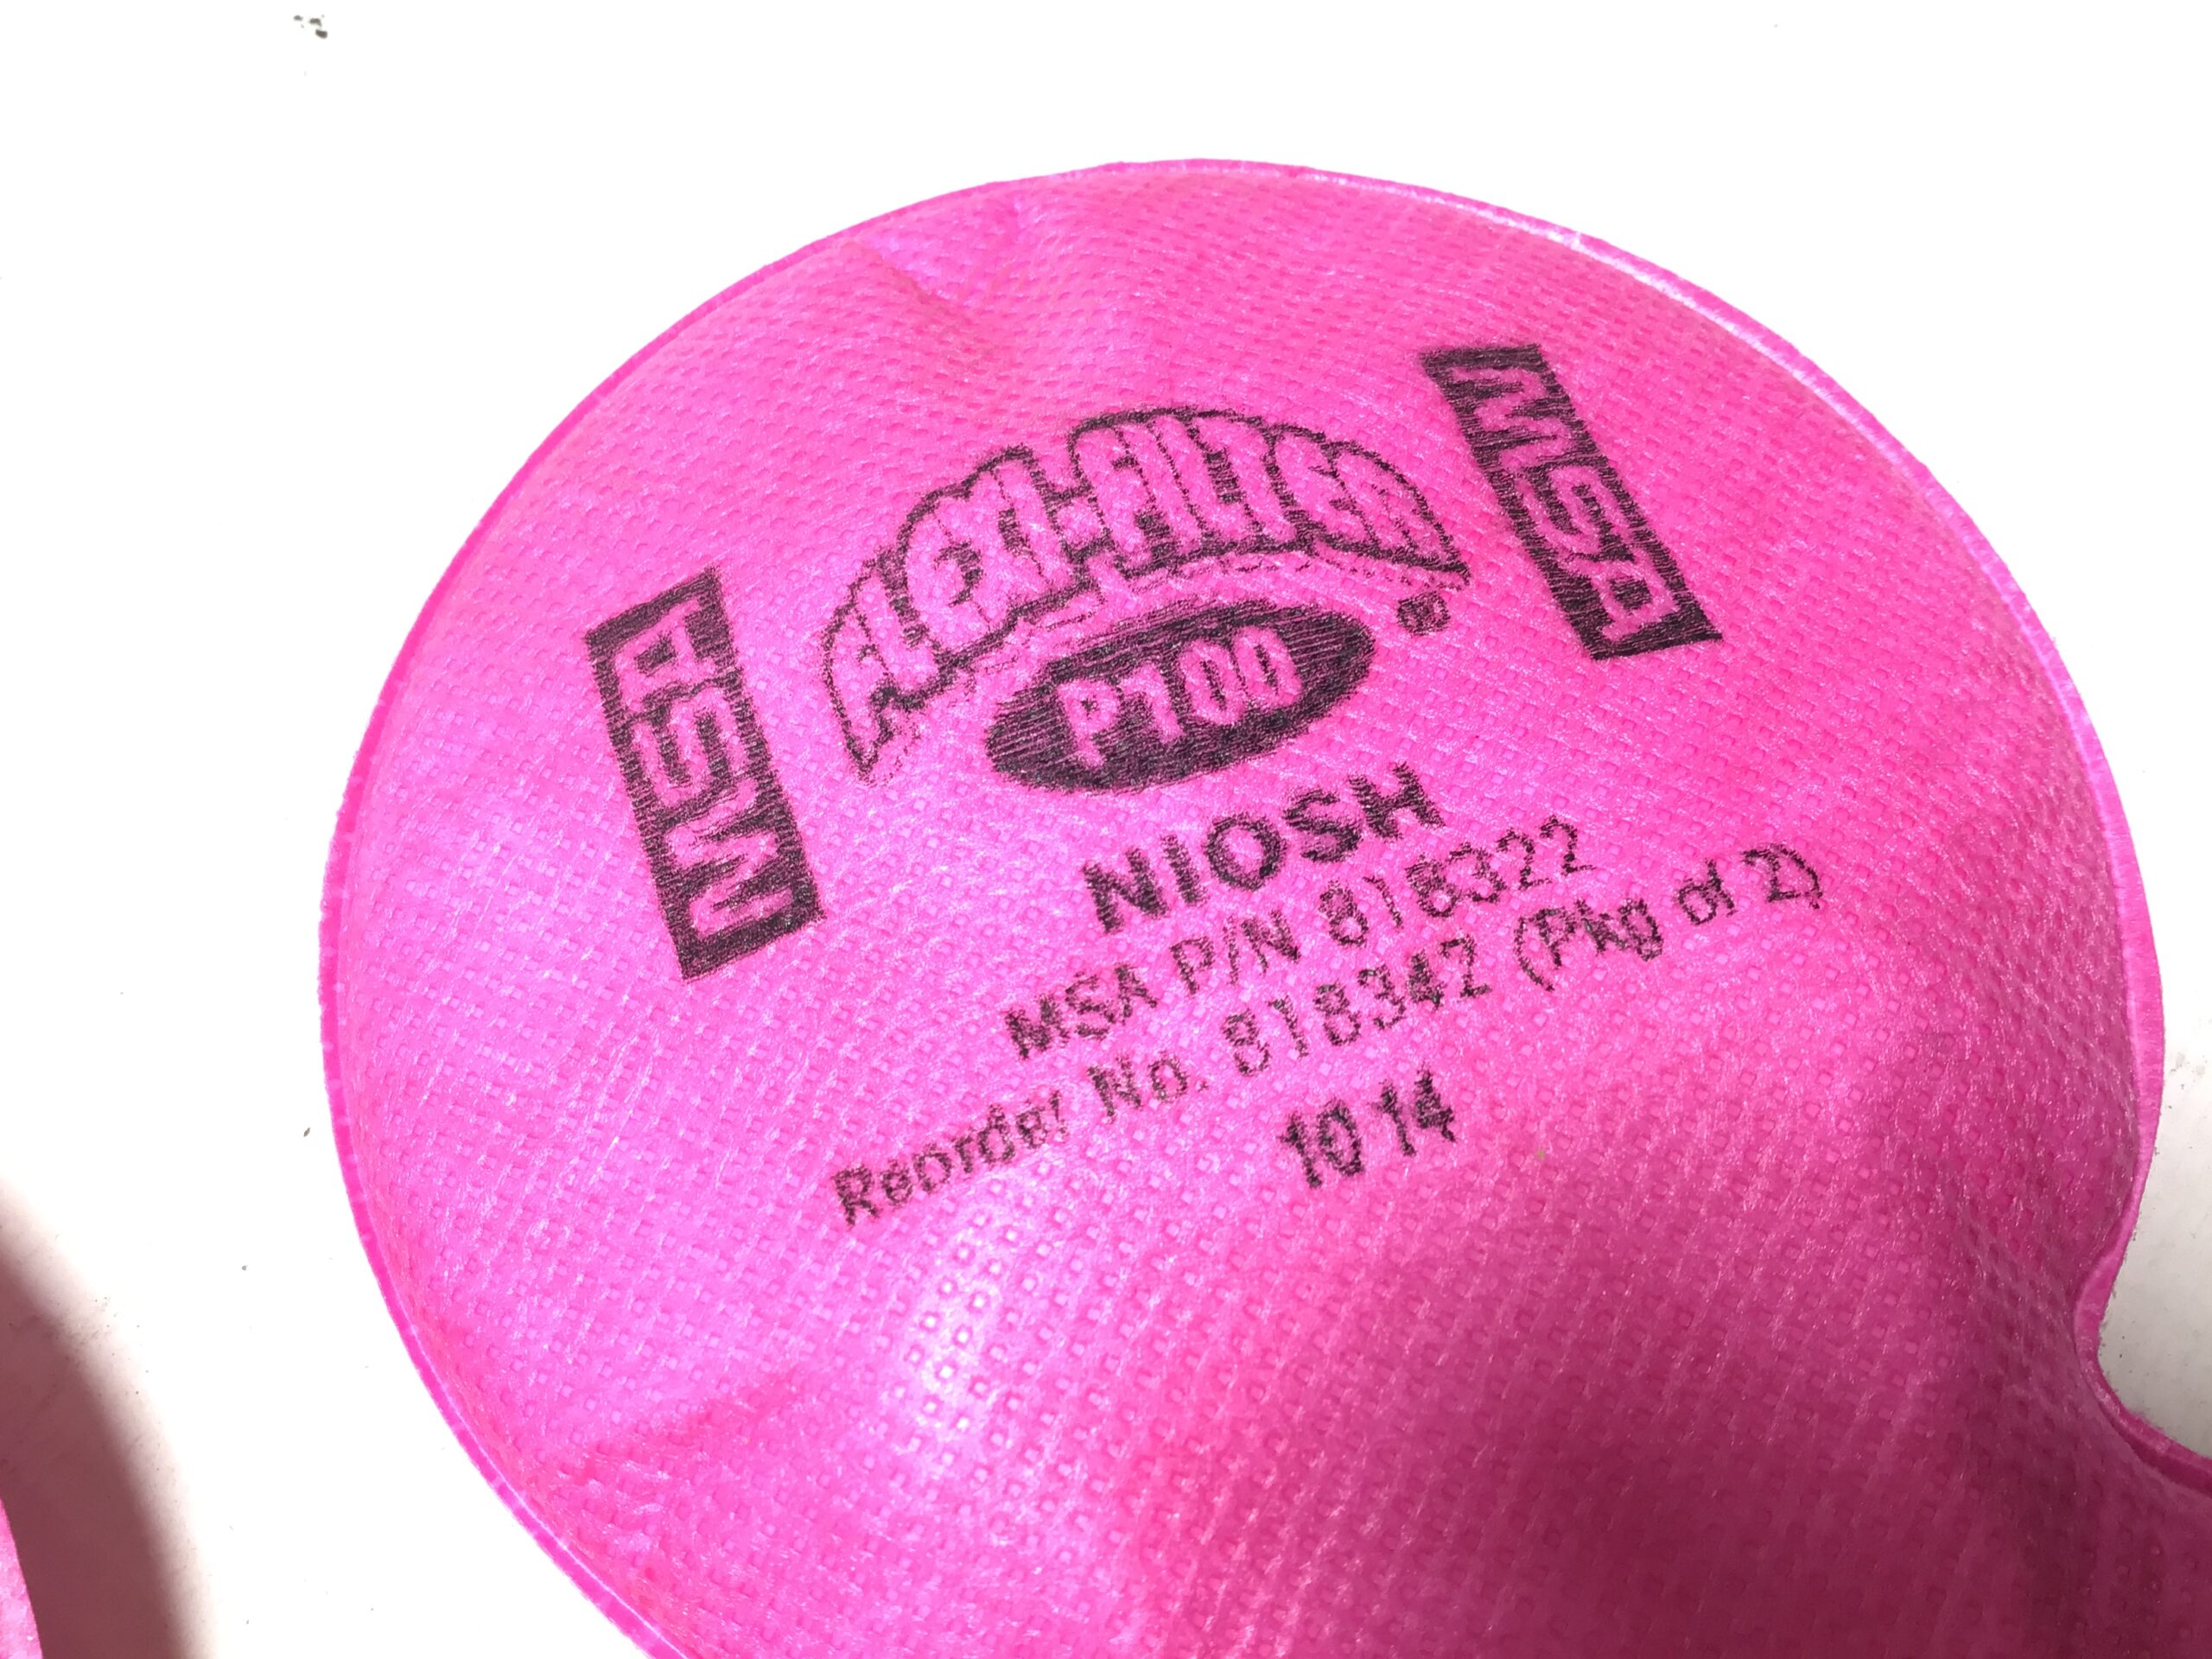 MSA
FLEXI-FILTER®
P100
MSA
NIOSH
MSA P/N 818322
Reorder No. 818342 (Pkg of 2)
10 14